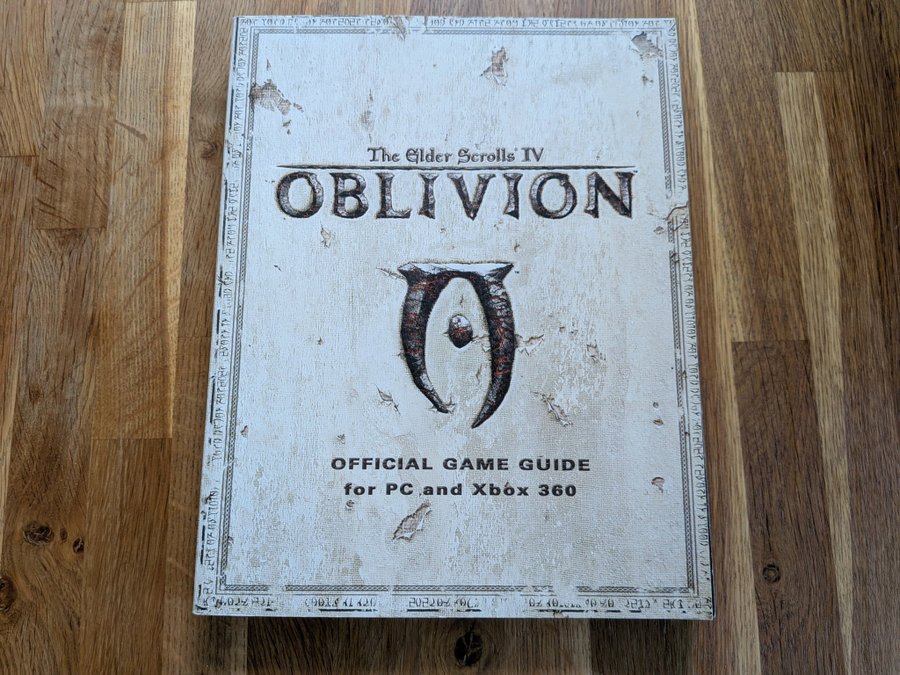 The Elder Scrolls® IV
OBLIVION
OFFICIAL GAME GUIDE
for PC and Xbox 360